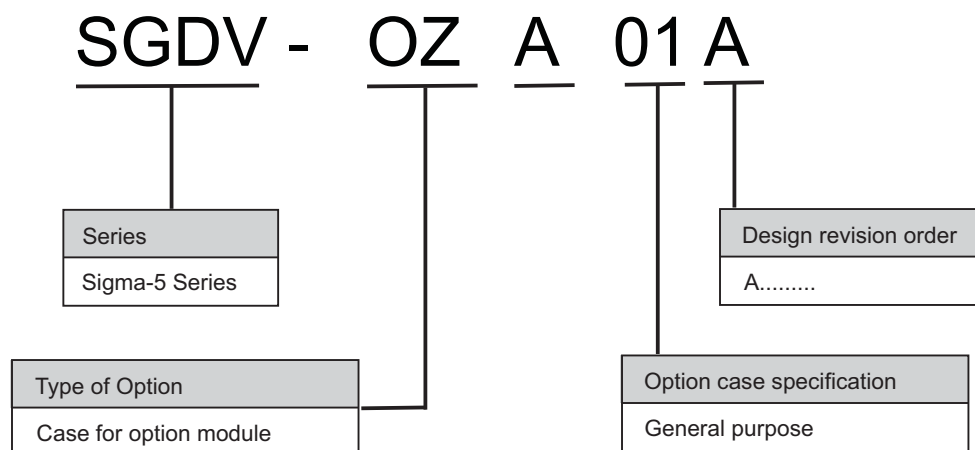 SGDV - OZ A 01 A
Series
Sigma-5 Series
Design revision order
A.........
Type of Option
Case for option module
Option case specification
General purpose